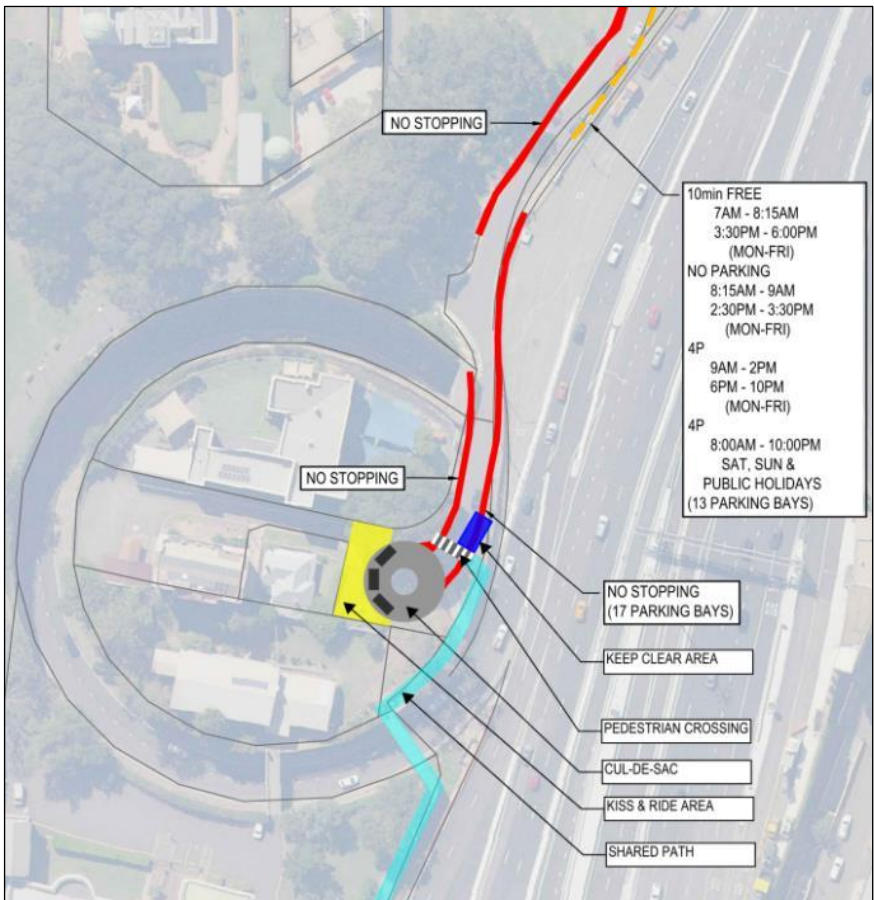 NO STOPPING
10min FREE
7AM - 8:15AM
3:30PM - 6:00PM
(MON-FRI)
NO PARKING
8:15AM - 9AM
2:30PM - 3:30PM
(MON-FRI)
4P
9AM - 2PM
6PM - 10PM
(MON-FRI)
4P
8:00AM - 10:00PM
SAT, SUN &
PUBLIC HOLIDAYS
(13 PARKING BAYS)
NO STOPPING
NO STOPPING
(17 PARKING BAYS)
KEEP CLEAR AREA
PEDESTRIAN CROSSING
CUL-DE-SAC
KISS & RIDE AREA
SHARED PATH